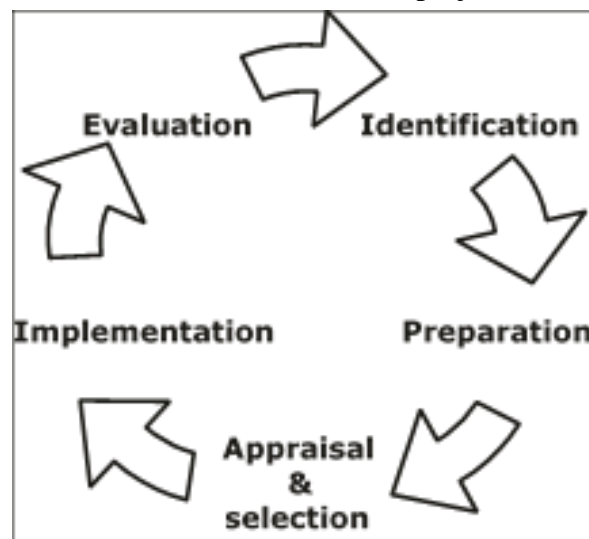 Evaluation
Identification
Implementation
Preparation
Appraisal
&
selection